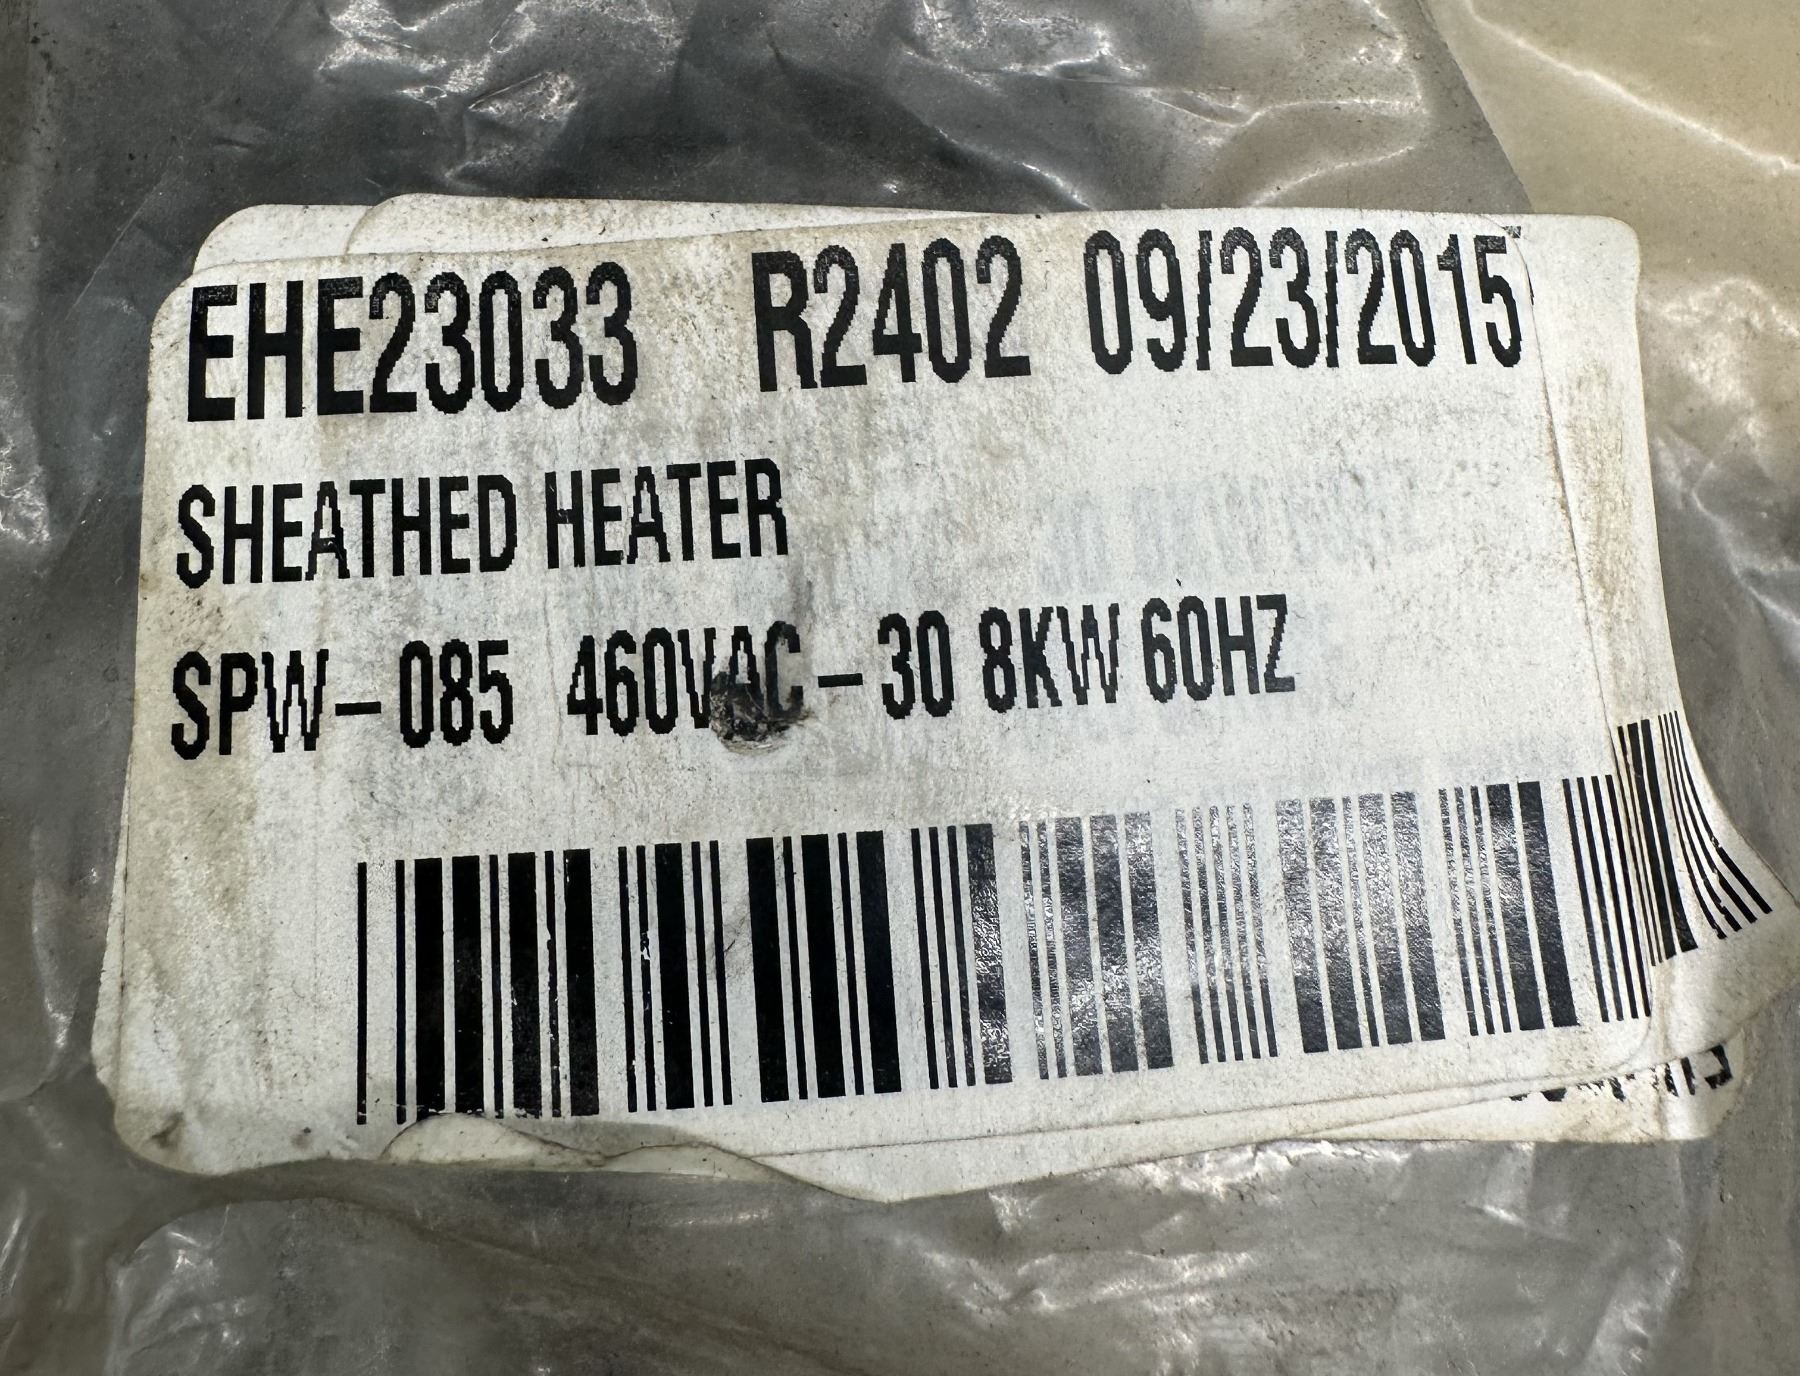 EHE23033 R2402 09/23/2015
SHEATHED HEATER
SPW-085 460VAC-30 8KW 60HZ